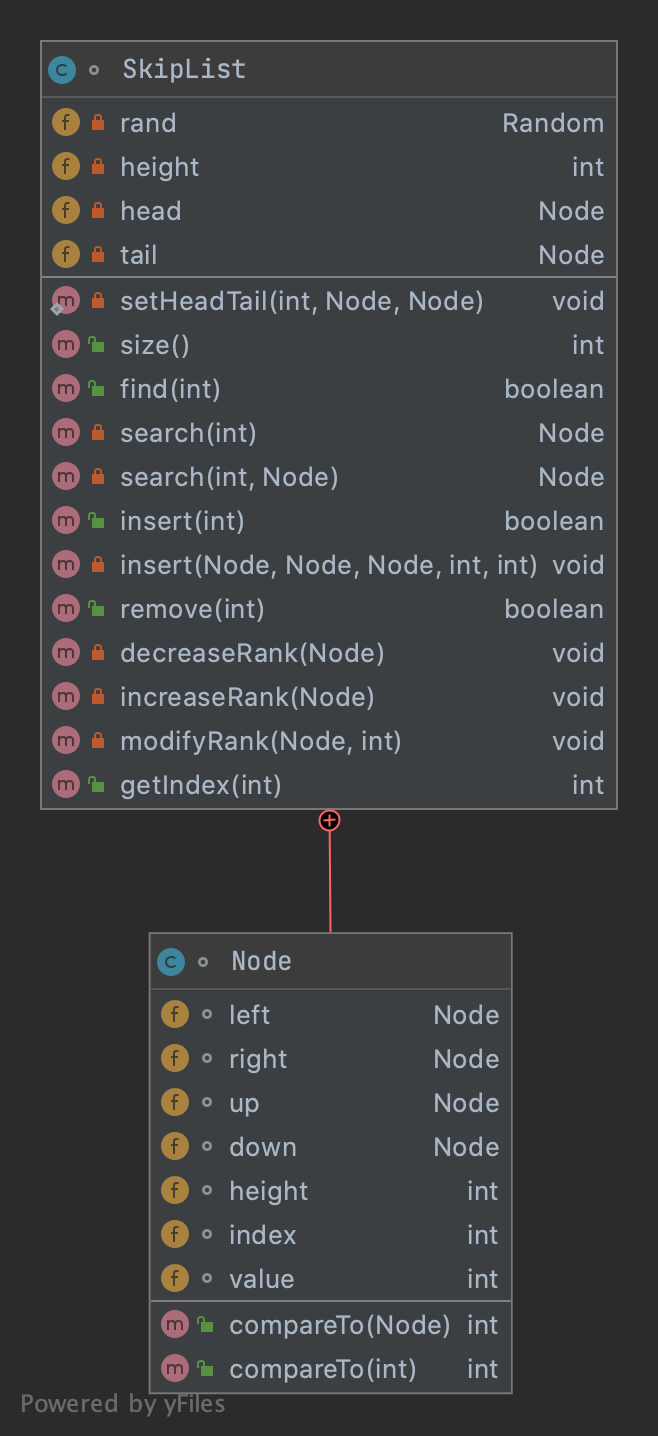 SkipList
rand Random
height int
head Node
tail Node
setHeadTail(int, Node, Node) void
size() int
find(int) boolean
search(int) Node
search(int, Node) Node
insert(int) boolean
insert(Node, Node, Node, int, int) void
remove(int) boolean
decreaseRank(Node) void
increaseRank(Node) void
modifyRank(Node, int) void
getIndex(int) int
Node
left Node
right Node
up Node
down Node
height int
index int
value int
compareTo(Node) int
compareTo(int) int
Powered by yFiles